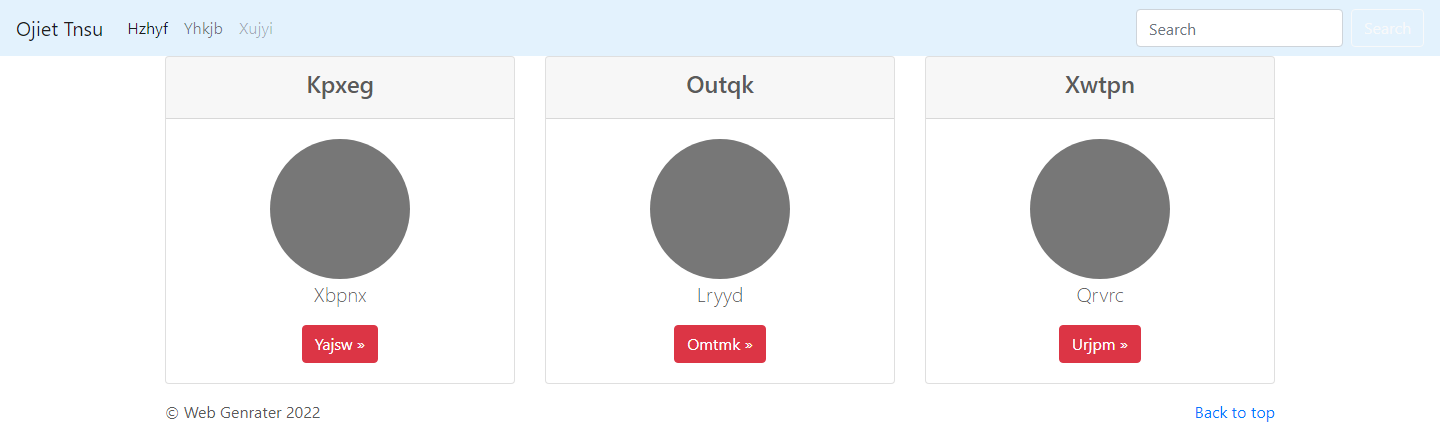 Ojiet Tnsu Hzhyf Yhkjb Xujyi Search Search
Kpxeg Outqk Xwtpn
Xbpnx Lryyd Qrvrc
Yajsw » Omtmk » Urjpm »
© Web Genrater 2022 Back to top